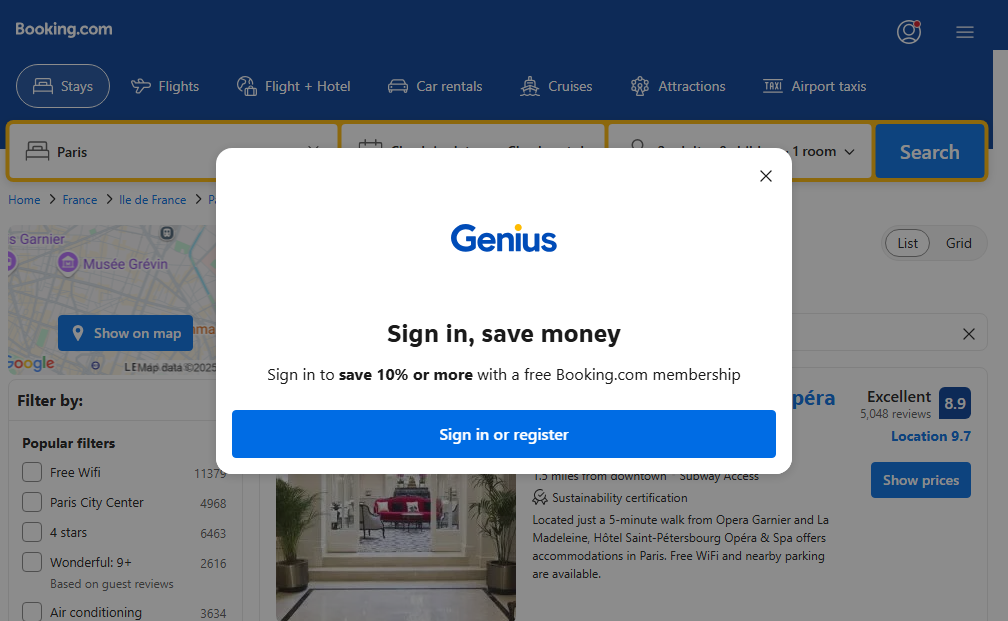 Booking.com
Stays
Flights
Flight + Hotel
Car rentals
Cruises
Attractions
Airport taxis
Paris
1 room
Search
Home
France
Ile de France
s Garnier
Musée Grévin
Show on map
Google
Map data ©2025
List
Grid
Genius
Sign in, save money
Sign in to save 10% or more with a free Booking.com membership
Sign in or register
Filter by:
Popular filters
Free Wifi 11379
Paris City Center 4968
4 stars 6463
Wonderful: 9+ 2616
Based on guest reviews
Air conditioning 3634
péra
Excellent
5,048 reviews
8.9
Location 9.7
Show prices
1.5 miles from downtown
Subway Access
Sustainability certification
Located just a 5-minute walk from Opera Garnier and La
Madeleine, Hôtel Saint-Pétersbourg Opéra & Spa offers
accommodations in Paris. Free WiFi and nearby parking
are available.